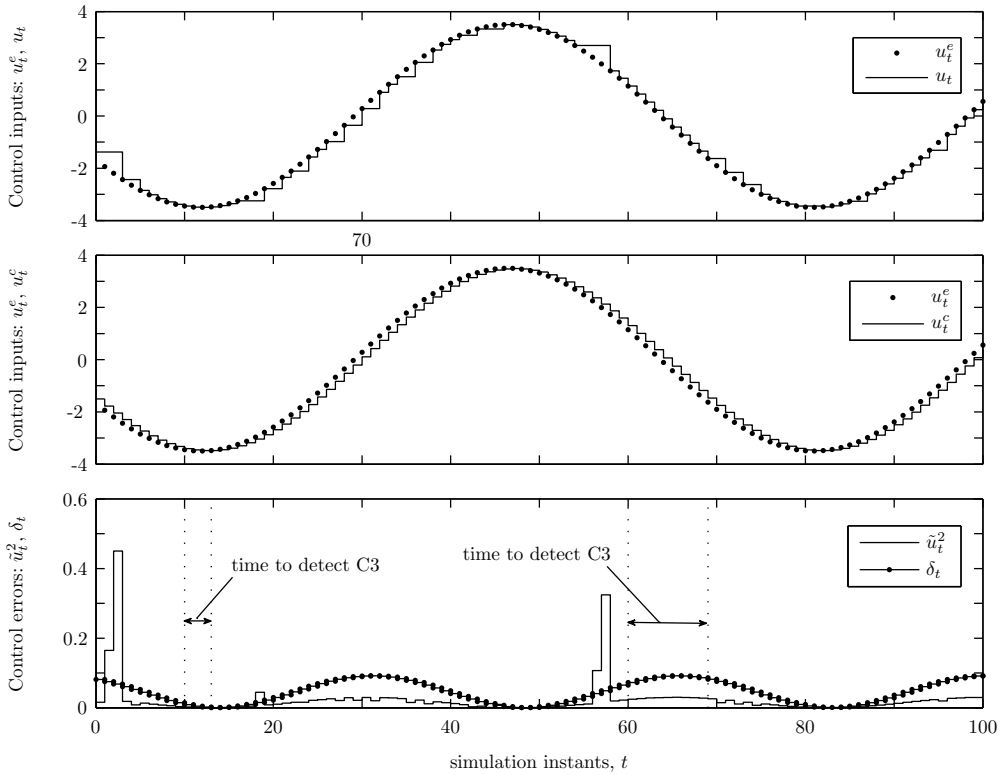 Control inputs: u_t^e, u_t
4
2
0
-2
-4
u_t^e
u_t
70
Control inputs: u_t^e, u_t^c
4
2
0
-2
-4
u_t^e
u_t^c
Control errors: ũ_t^2, δ_t
0.6
0.4
0.2
0
time to detect C3
time to detect C3
ũ_t^2
δ_t
0 20 40 60 80 100
simulation instants, t